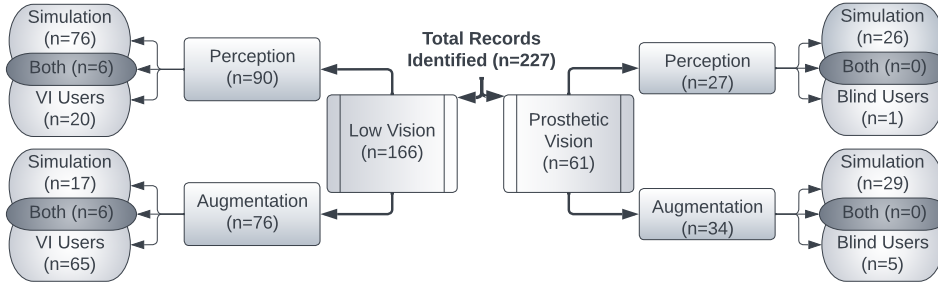 Total Records
Identified (n=227)
Low Vision
(n=166)
Perception
(n=90)
Simulation
(n=76)
Both (n=6)
VI Users
(n=20)
Augmentation
(n=76)
Simulation
(n=17)
Both (n=6)
VI Users
(n=65)
Prosthetic
Vision
(n=61)
Perception
(n=27)
Simulation
(n=26)
Both (n=0)
Blind Users
(n=1)
Augmentation
(n=34)
Simulation
(n=29)
Both (n=0)
Blind Users
(n=5)